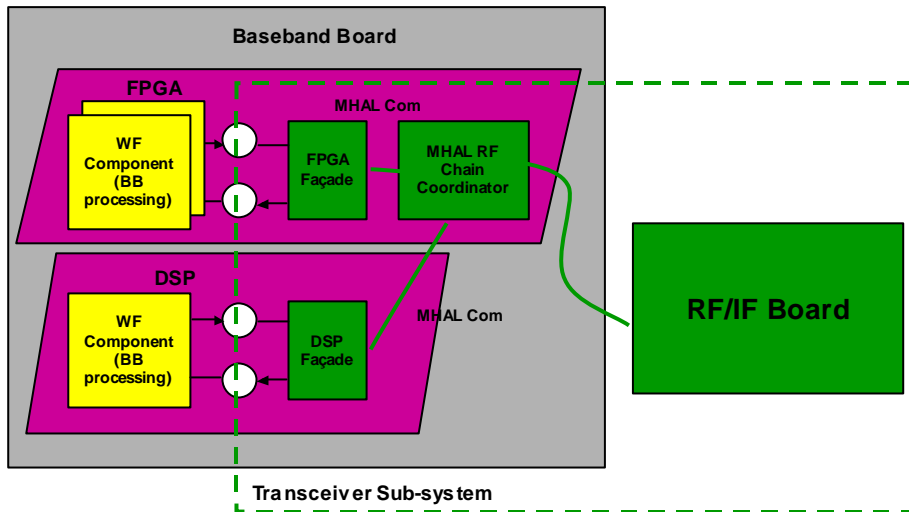 Baseband Board
FPGA
MHAL Com
WF
Component
(BB
processing)
FPGA
Façade
MHAL RF
Chain
Coordinator
DSP
WF
Component
(BB
processing)
MHAL Com
DSP
Façade
RF/IF Board
Transceiver Sub-system